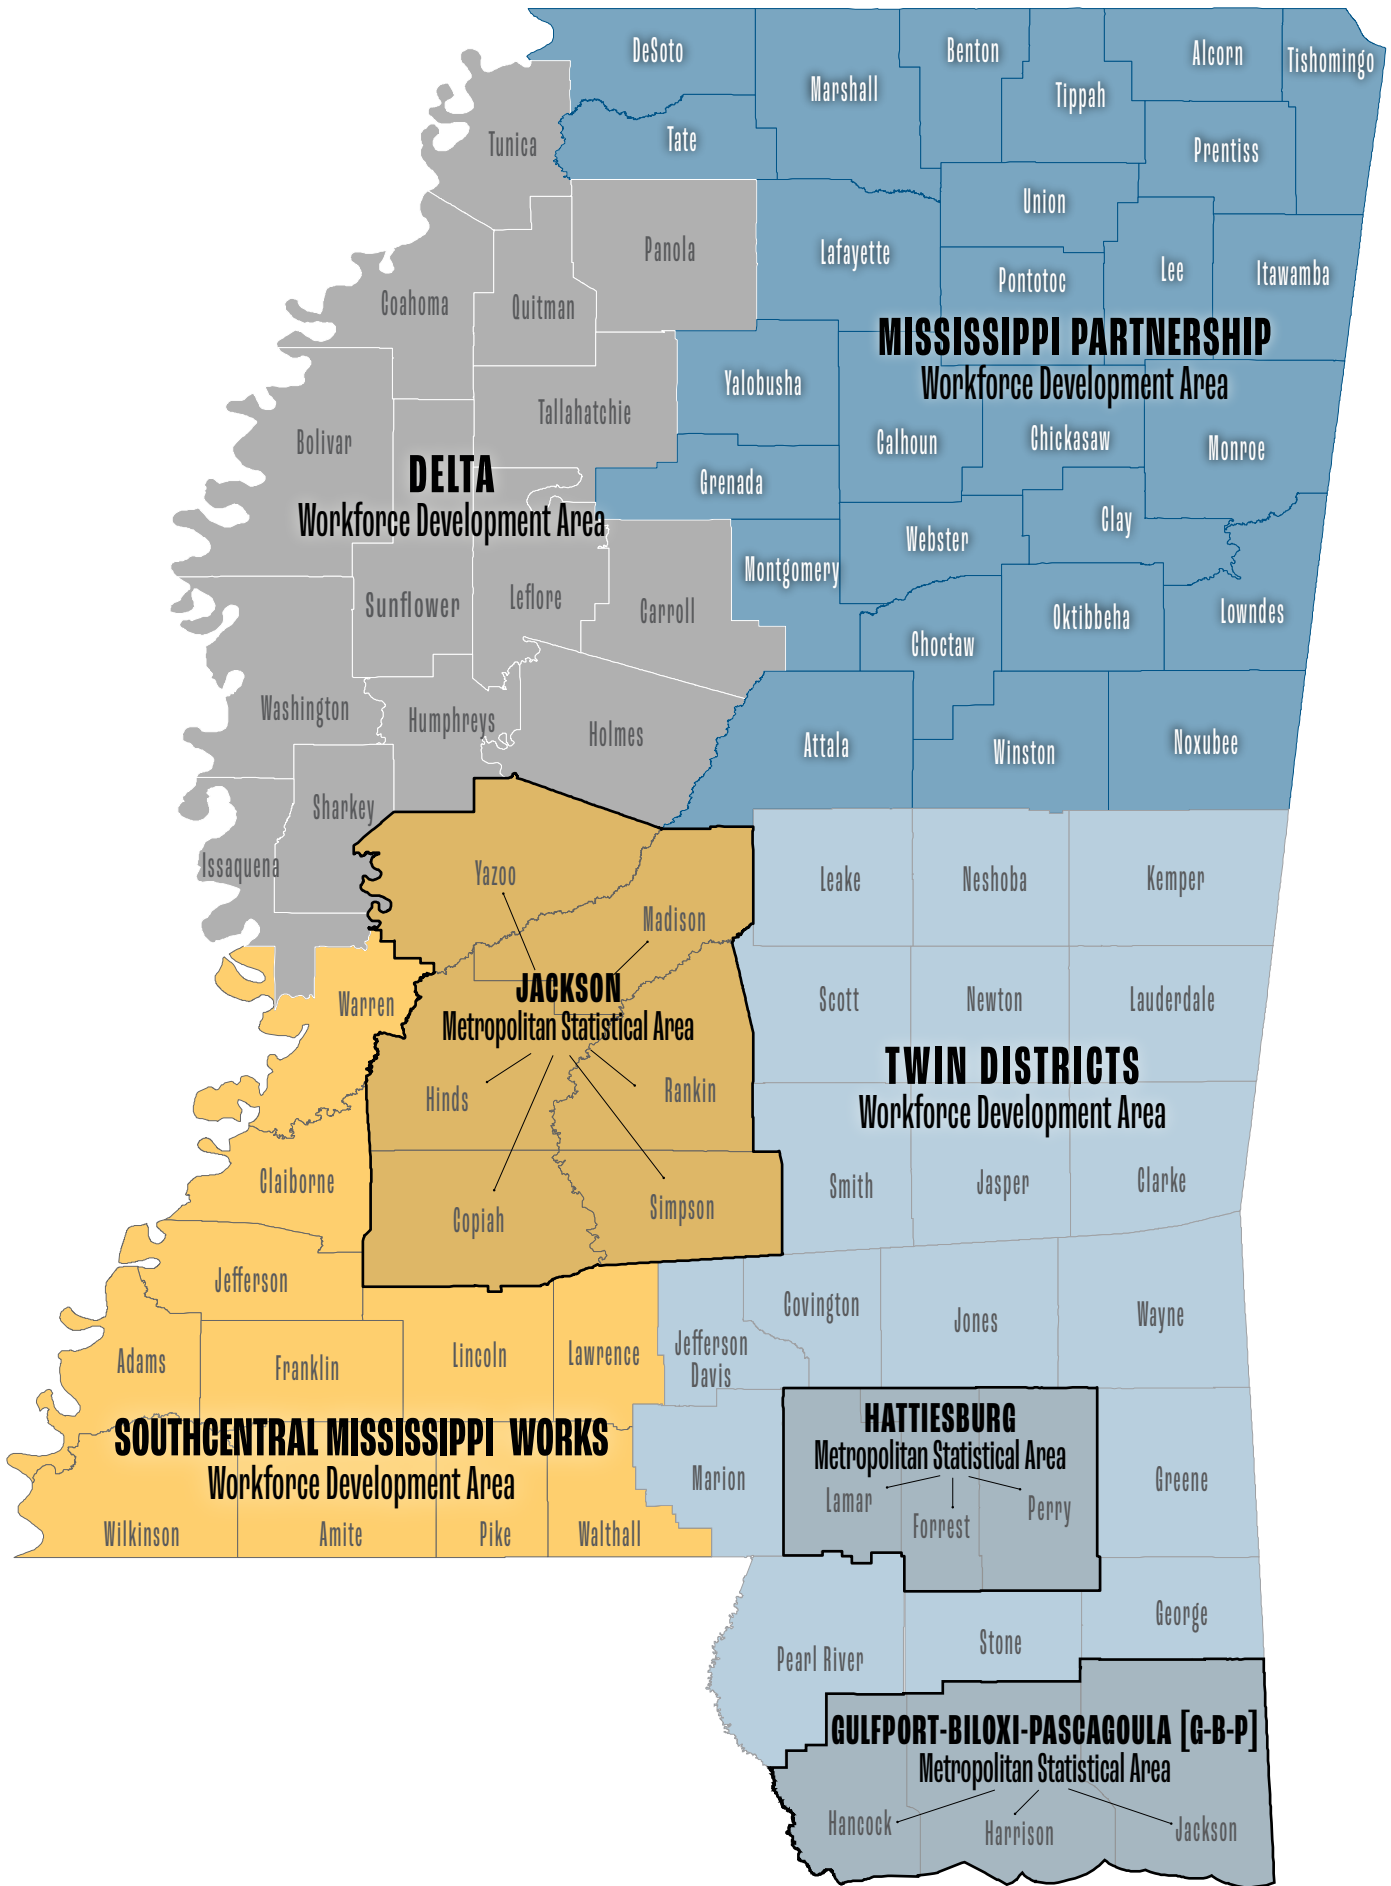 DeSoto
Marshall
Benton
Tippah
Alcorn
Tishomingo
Tunica
Tate
Prentiss
Union
Panola
Lafayette
Pontotoc
Lee
Itawamba
Coahoma
Quitman
MISSISSIPPI PARTNERSHIP
Workforce Development Area
Yalobusha
Tallahatchie
Bolivar
Calhoun
Chickasaw
Monroe
DELTA
Workforce Development Area
Grenada
Webster
Clay
Montgomery
Sunflower
Leflore
Carroll
Choctaw
Oktibbeha
Lowndes
Washington
Humphreys
Holmes
Attala
Winston
Noxubee
Sharkey
Issaquena
Yazoo
Madison
Leake
Neshoba
Kemper
JACKSON
Metropolitan Statistical Area
Warren
Scott
Newton
Lauderdale
Hinds
Rankin
TWIN DISTRICTS
Workforce Development Area
Claiborne
Copiah
Simpson
Smith
Jasper
Clarke
Jefferson
Covington
Jones
Wayne
Adams
Franklin
Lincoln
Lawrence
Jefferson
Davis
SOUTHCENTRAL MISSISSIPPI WORKS
Workforce Development Area
HATTIESBURG
Metropolitan Statistical Area
Marion
Lamar
Forrest
Perry
Greene
Wilkinson
Amite
Pike
Walthall
Pearl River
Stone
George
GULFPORT-BILOXI-PASCAGOULA [G-B-P]
Metropolitan Statistical Area
Hancock
Harrison
Jackson